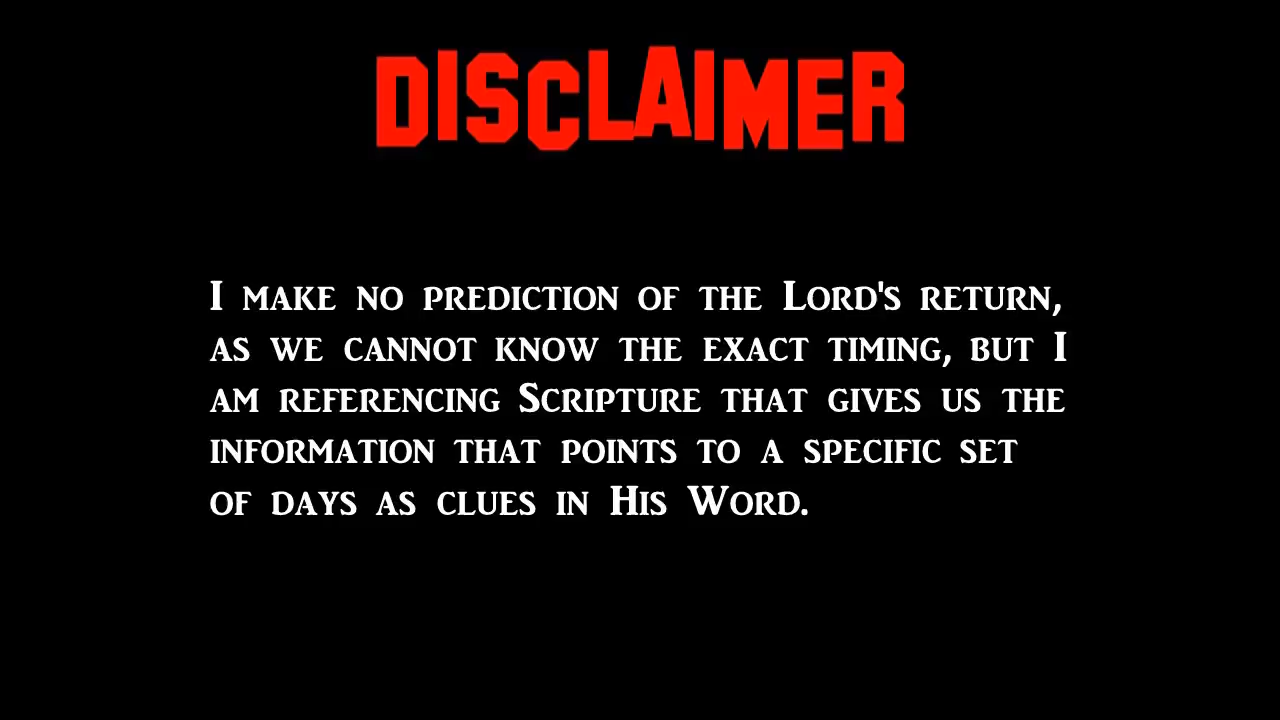 DISCLAIMER
I make no prediction of the Lord's return,
as we cannot know the exact timing, but I
am referencing Scripture that gives us the
information that points to a specific set
of days as clues in His Word.